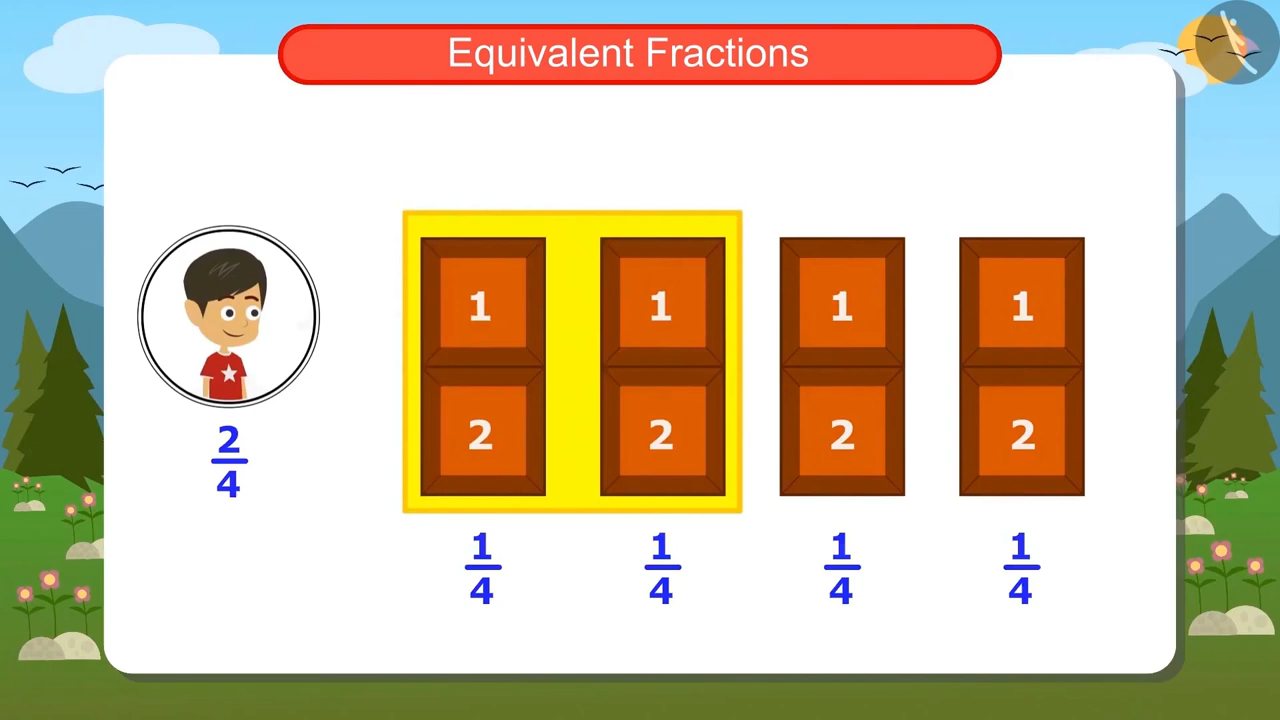 Equivalent Fractions
1 1 1 1
2 2 2 2
2/4
1/4 1/4 1/4 1/4